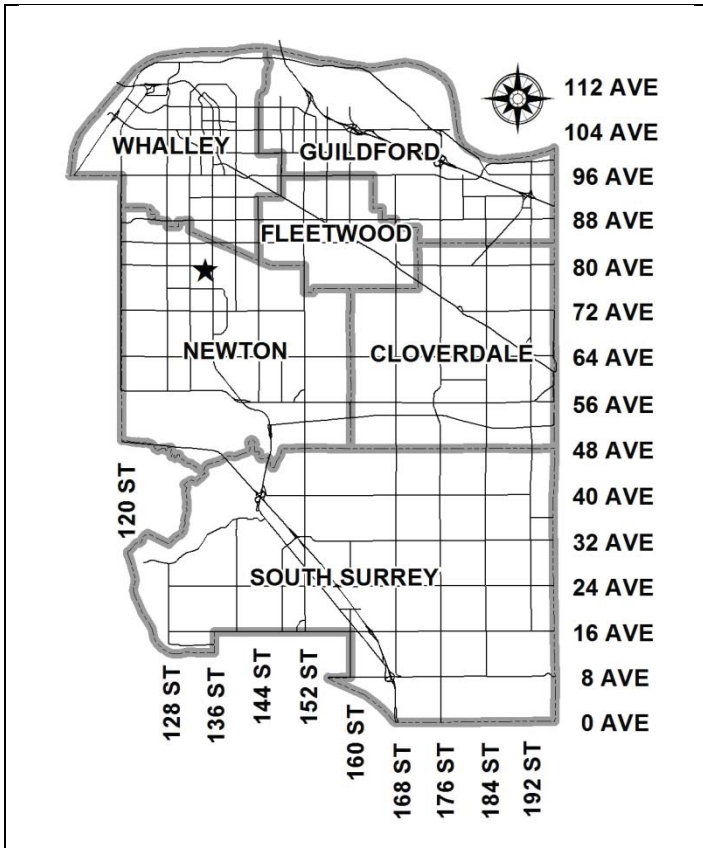 112 AVE
104 AVE
WHALLEY
GUILDFORD
96 AVE
88 AVE
FLEETWOOD
80 AVE
72 AVE
NEWTON
CLOVERDALE
64 AVE
56 AVE
48 AVE
120 ST
40 AVE
32 AVE
SOUTH SURREY
24 AVE
16 AVE
8 AVE
128 ST
136 ST
144 ST
152 ST
160 ST
0 AVE
168 ST
176 ST
184 ST
192 ST